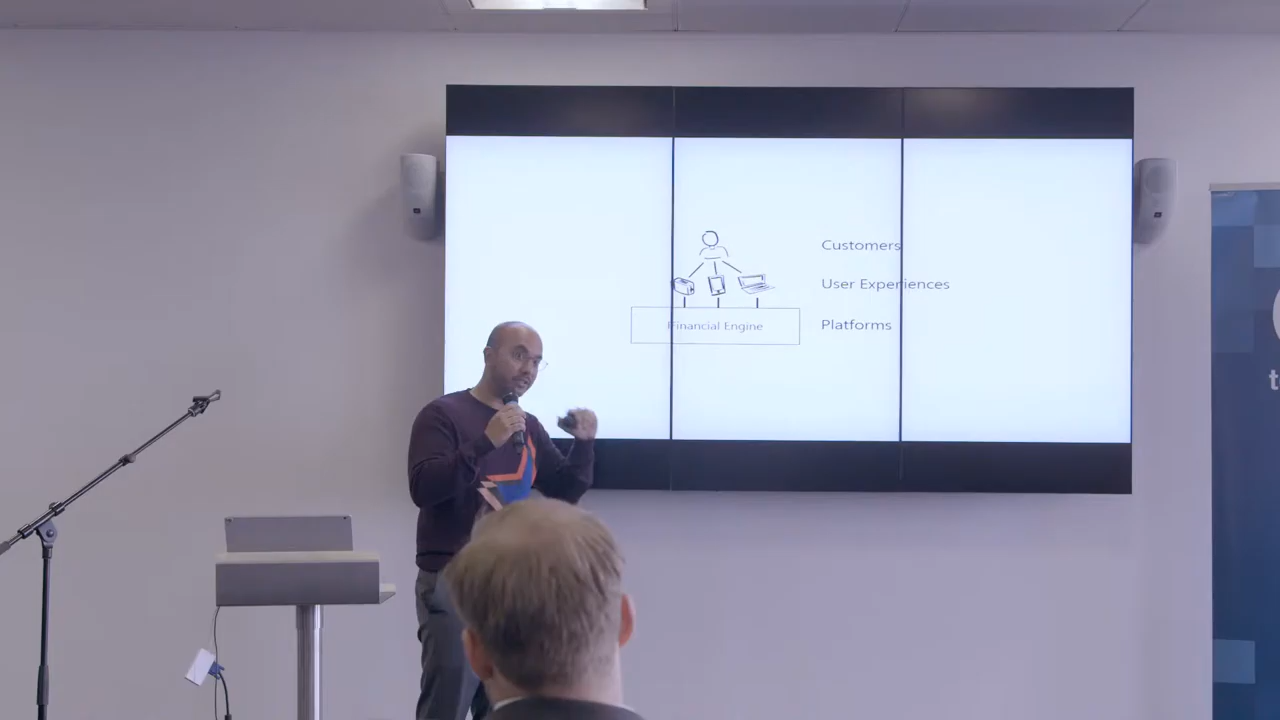 Customers
User Experiences
Financial Engine
Platforms
t